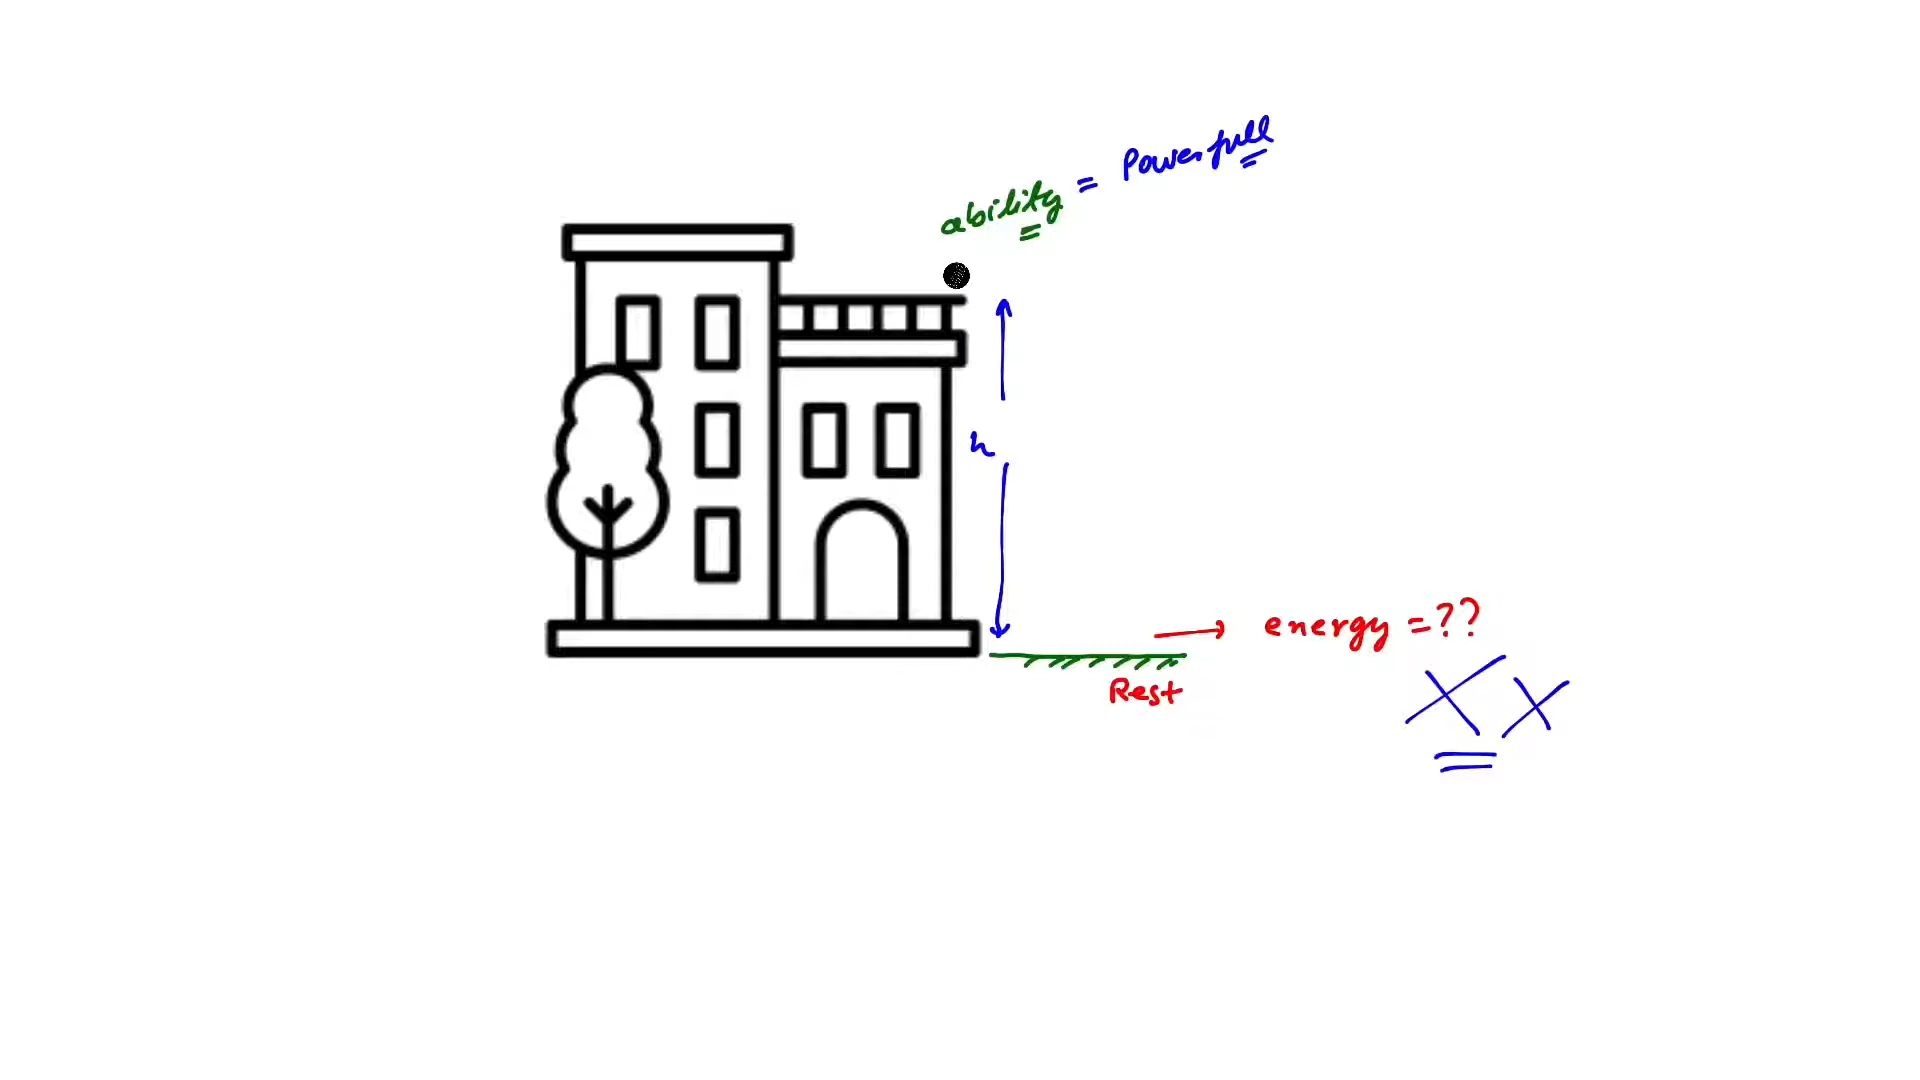 ability = Powerfull
h
energy = ??
Rest